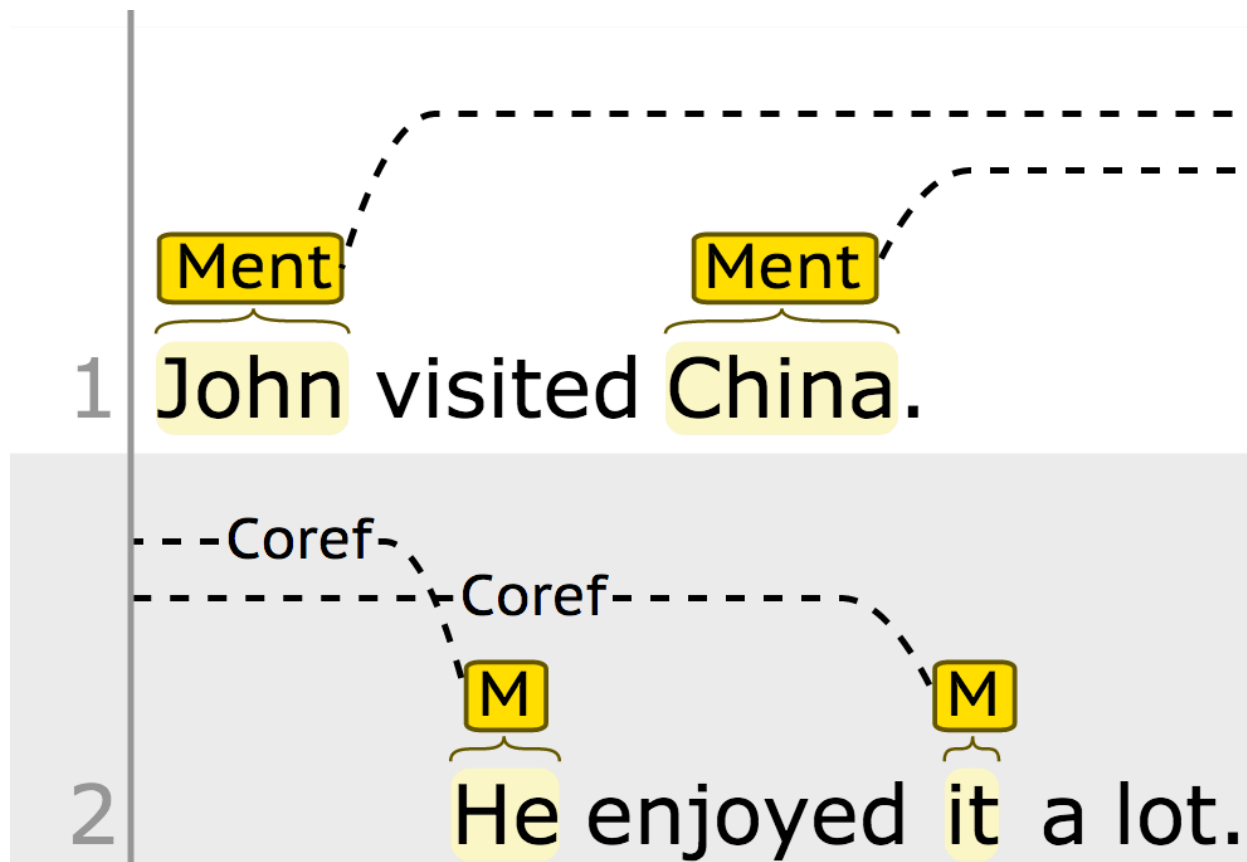 Ment Ment
1 John visited China.
Coref
Coref
M M
2 He enjoyed it a lot.